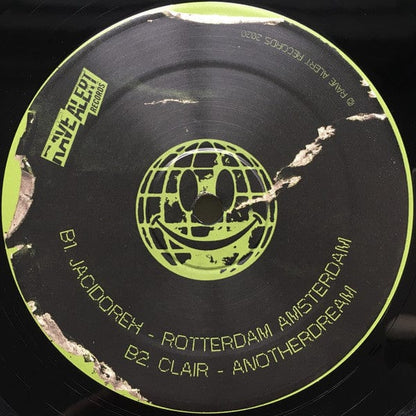 RAVE ALERT
RECORDS
© RAVE ALERT RECORDS 2020
B1. JACIDOREX - ROTTERDAM AMSTERDAM
B2. CLAIR - ANOTHERDREAM